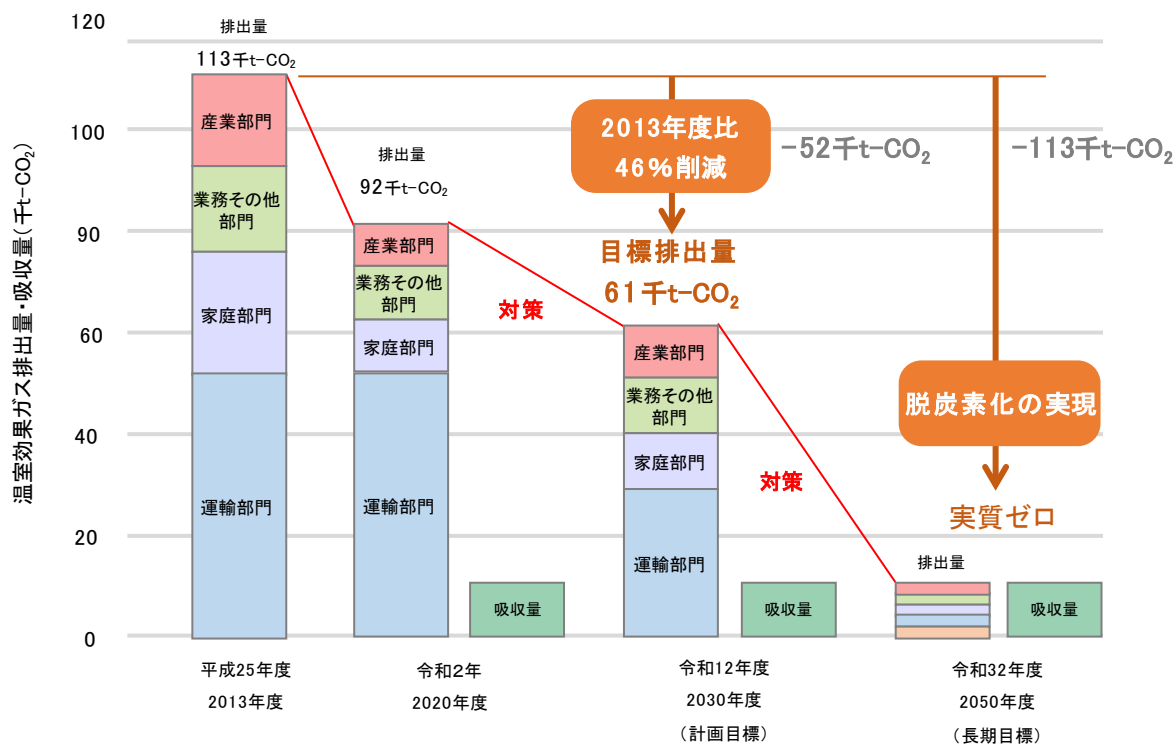 温室効果ガス排出量・吸収量(千t-CO₂)
120
100
90
60
40
20
0
排出量
113千t-CO₂
産業部門
業務その他
部門
家庭部門
運輸部門
排出量
92千t-CO₂
産業部門
業務その他
部門
家庭部門
運輸部門
吸収量
対策
2013年度比
46%削減
-52千t-CO₂
目標排出量
61千t-CO₂
産業部門
業務その他
部門
家庭部門
運輸部門
吸収量
対策
-113千t-CO₂
脱炭素化の実現
実質ゼロ
排出量
吸収量
平成25年度
2013年度
令和2年
2020年度
令和12年度
2030年度
(計画目標)
令和32年度
2050年度
(長期目標)